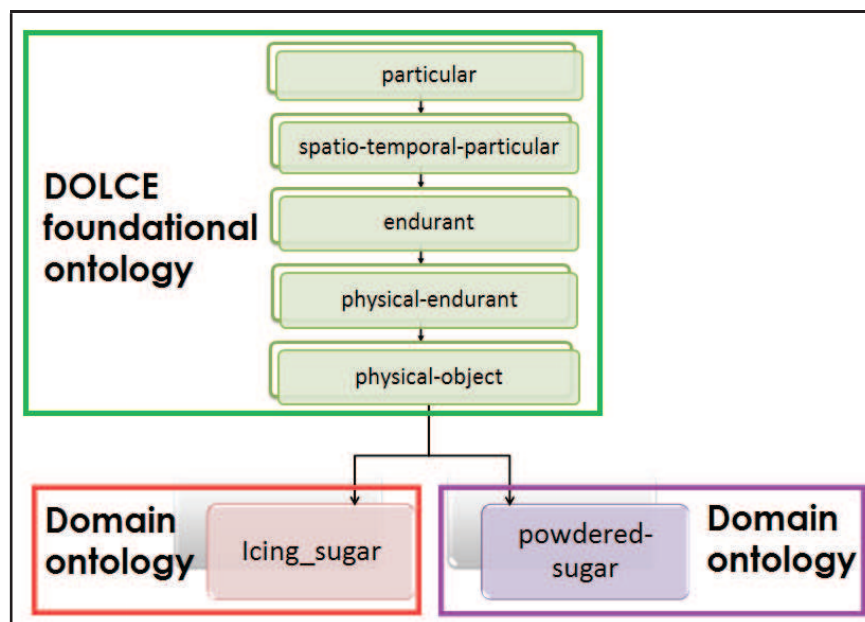 particular
spatio-temporal-particular
DOLCE
foundational
ontology
endurant
physical-endurant
physical-object
Domain
ontology
Icing_sugar
powdered-
sugar
Domain
ontology